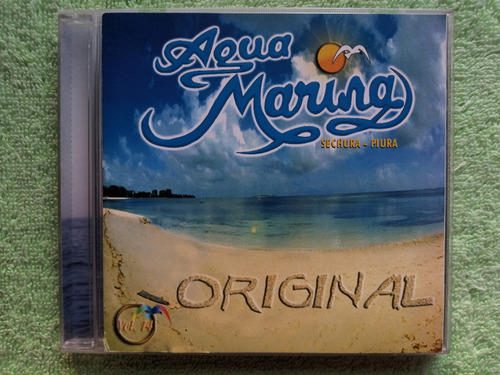 Agua
Marina
SECHURA - PIURA
ORIGINAL
Vol. 14